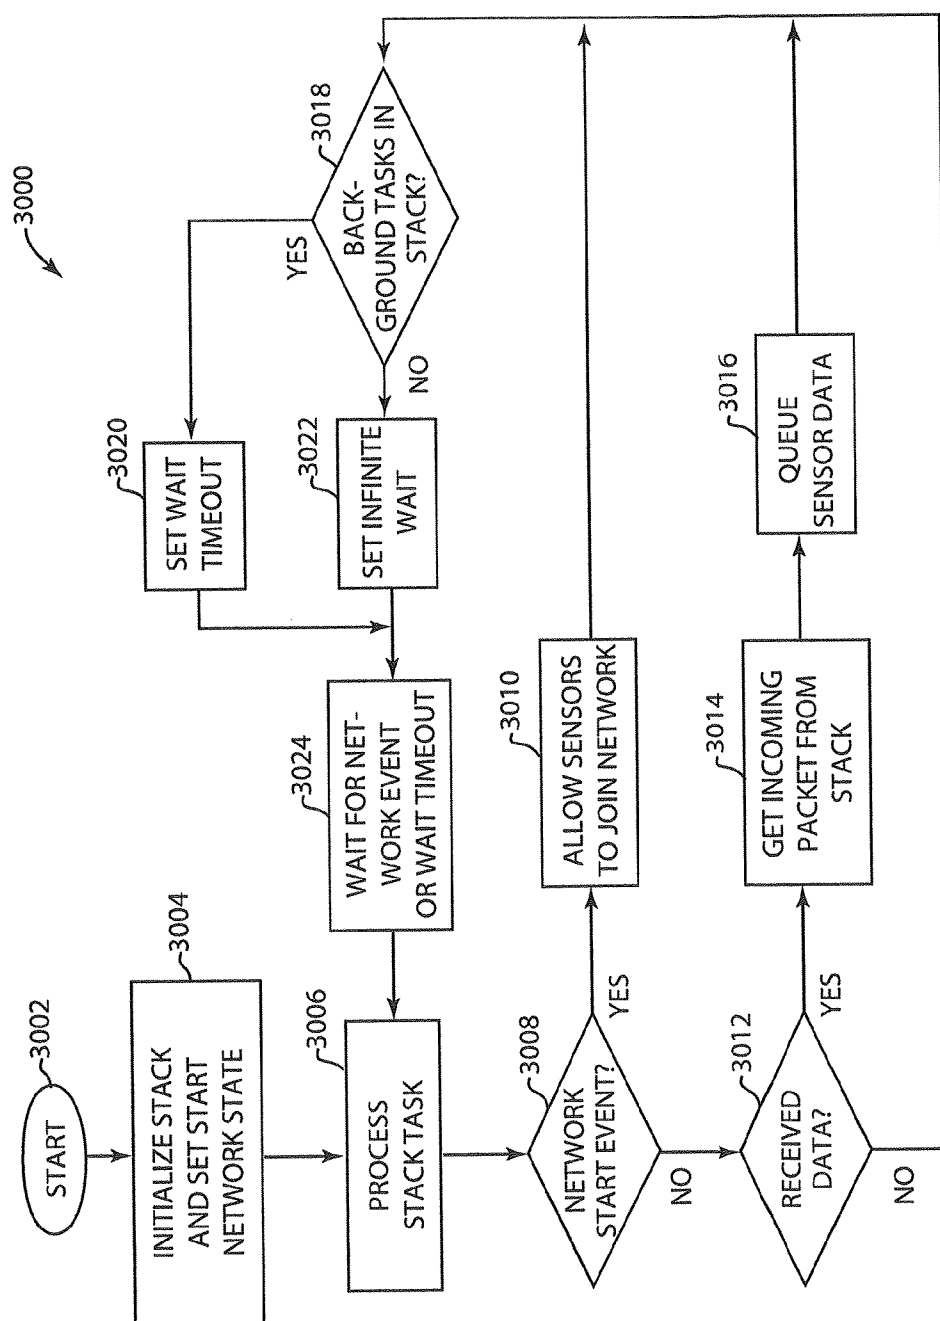 3000
START
3002
INITIALIZE STACK
AND SET START
NETWORK STATE
3004
PROCESS
STACK TASK
3006
NETWORK
START EVENT?
3008
YES
NO
ALLOW SENSORS
TO JOIN NETWORK
3010
RECEIVED
DATA?
3012
YES
NO
GET INCOMING
PACKET FROM
STACK
3014
QUEUE
SENSOR DATA
3016
BACK-
GROUND TASKS IN
STACK?
3018
YES
NO
SET WAIT
TIMEOUT
3020
SET INFINITE
WAIT
3022
WAIT FOR NET-
WORK EVENT
OR WAIT TIMEOUT
3024